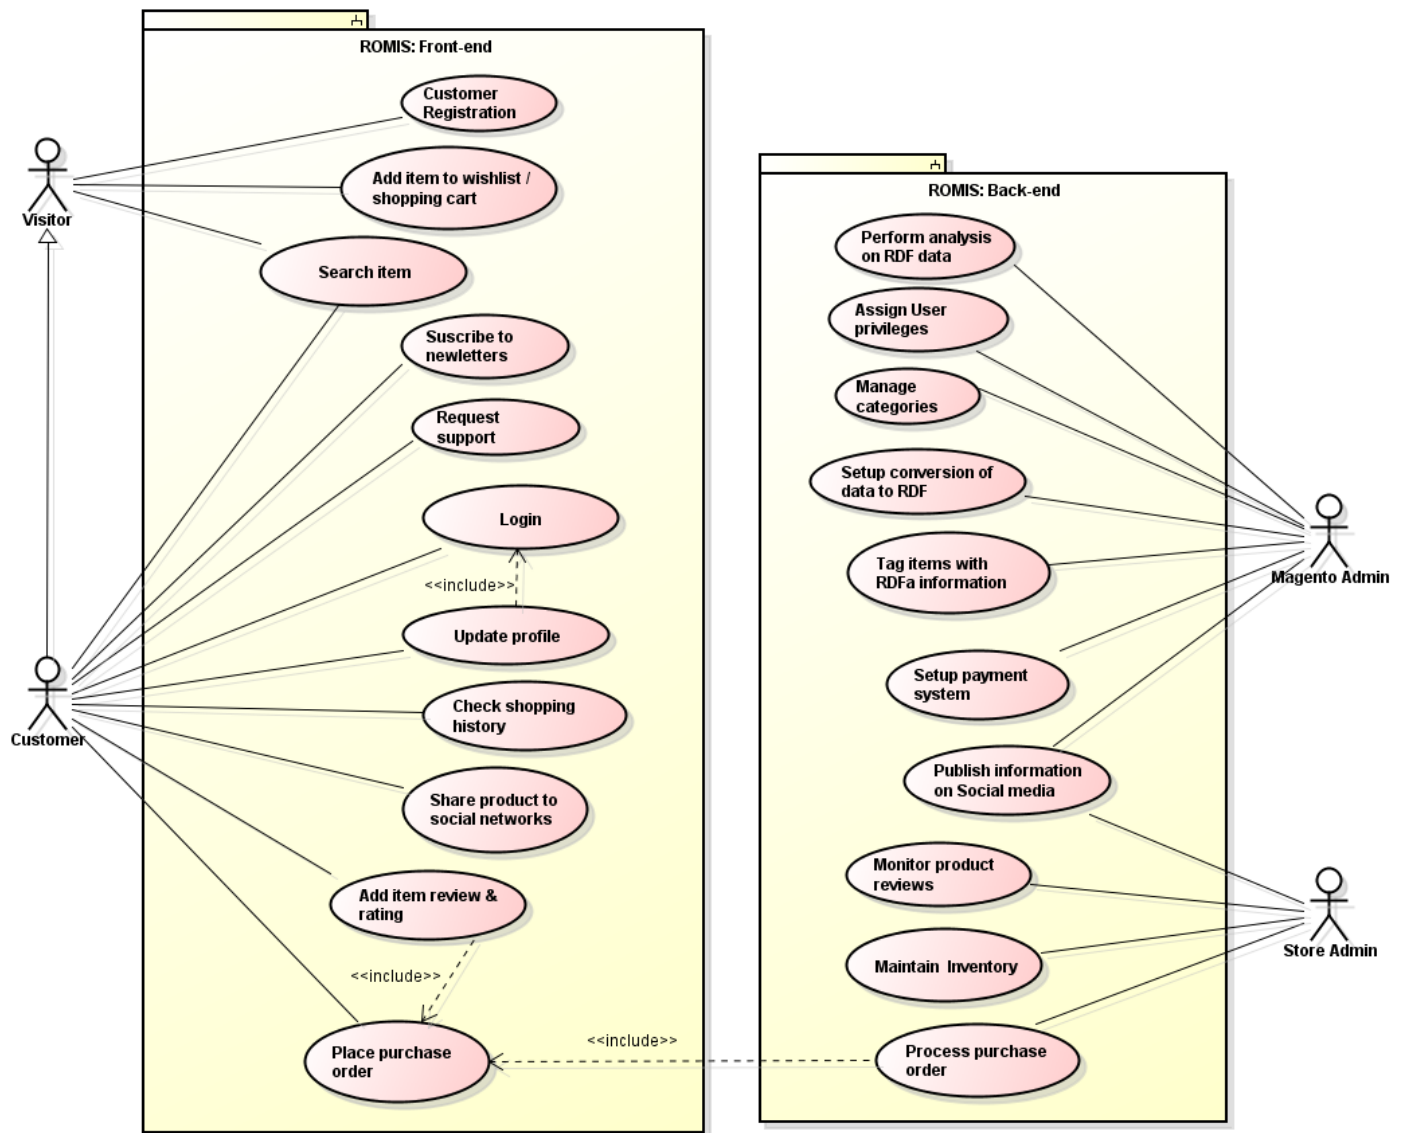 ROMIS: Front-end
Customer
Registration
Add item to wishlist /
shopping cart
Visitor
Search item
Suscribe to
newletters
Request
support
Login
<<include>>
Update profile
Check shopping
history
Customer
Share product to
social networks
Add item review &
rating
<<include>>
Place purchase
order
<<include>>
ROMIS: Back-end
Perform analysis
on RDF data
Assign User
privileges
Manage
categories
Setup conversion of
data to RDF
Tag items with
RDFa information
Magento Admin
Setup payment
system
Publish information
on Social media
Monitor product
reviews
Maintain Inventory
Store Admin
Process purchase
order